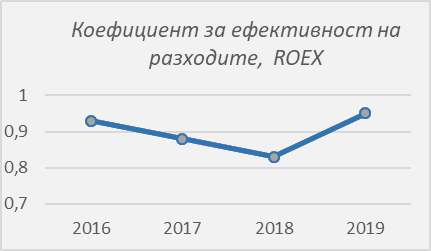 Коефициент за ефективност на
разходите, ROEX
1
0,9
0,8
0,7
2016 2017 2018 2019